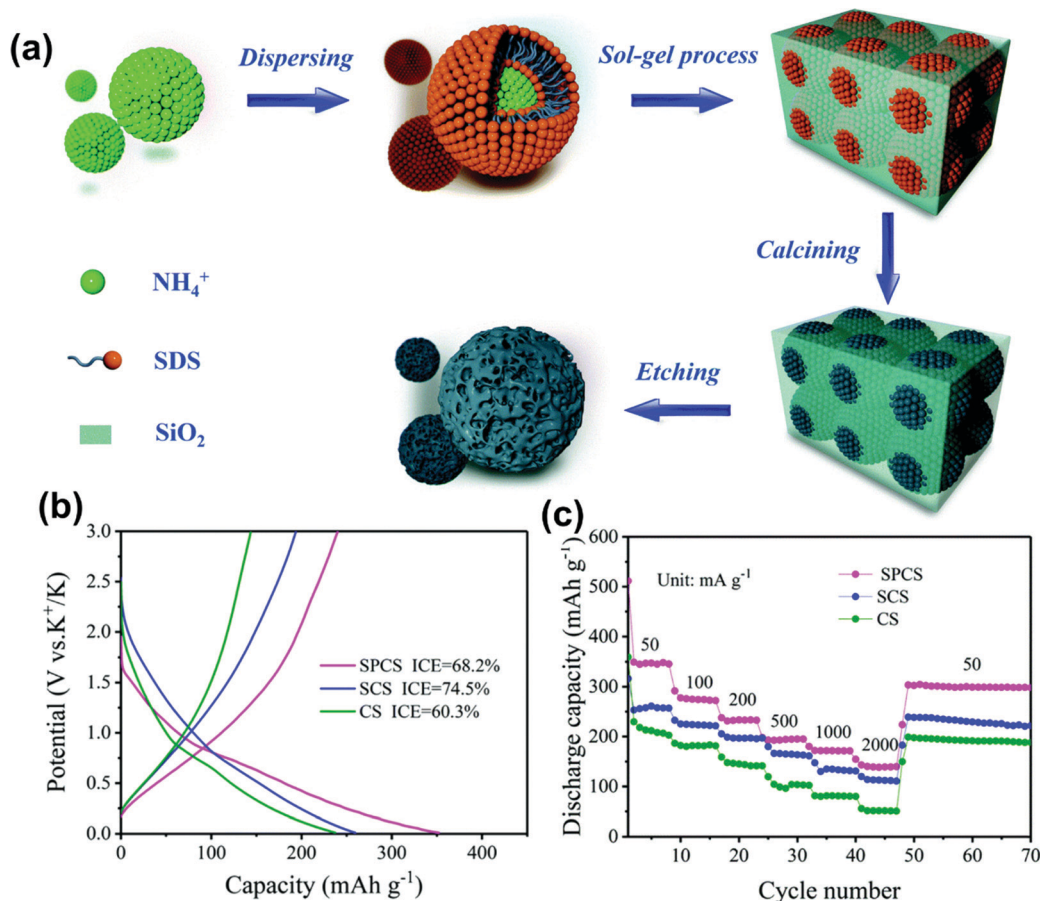 (a)
Dispersing
Sol-gel process
Calcining
NH₄⁺
SDS
Etching
SiO₂
(b)
3.0
2.5
2.0
1.5
1.0
0.5
0.0
Potential (V vs.K⁺/K)
SPCS ICE=68.2%
SCS ICE=74.5%
CS ICE=60.3%
0 100 200 300 400
Capacity (mAh g⁻¹)
(c)
600
500
400
300
200
100
0
Discharge capacity (mAh g⁻¹)
Unit: mA g⁻¹
SPCS
SCS
CS
50
100
200
500
1000
2000
50
10 20 30 40 50 60 70
Cycle number